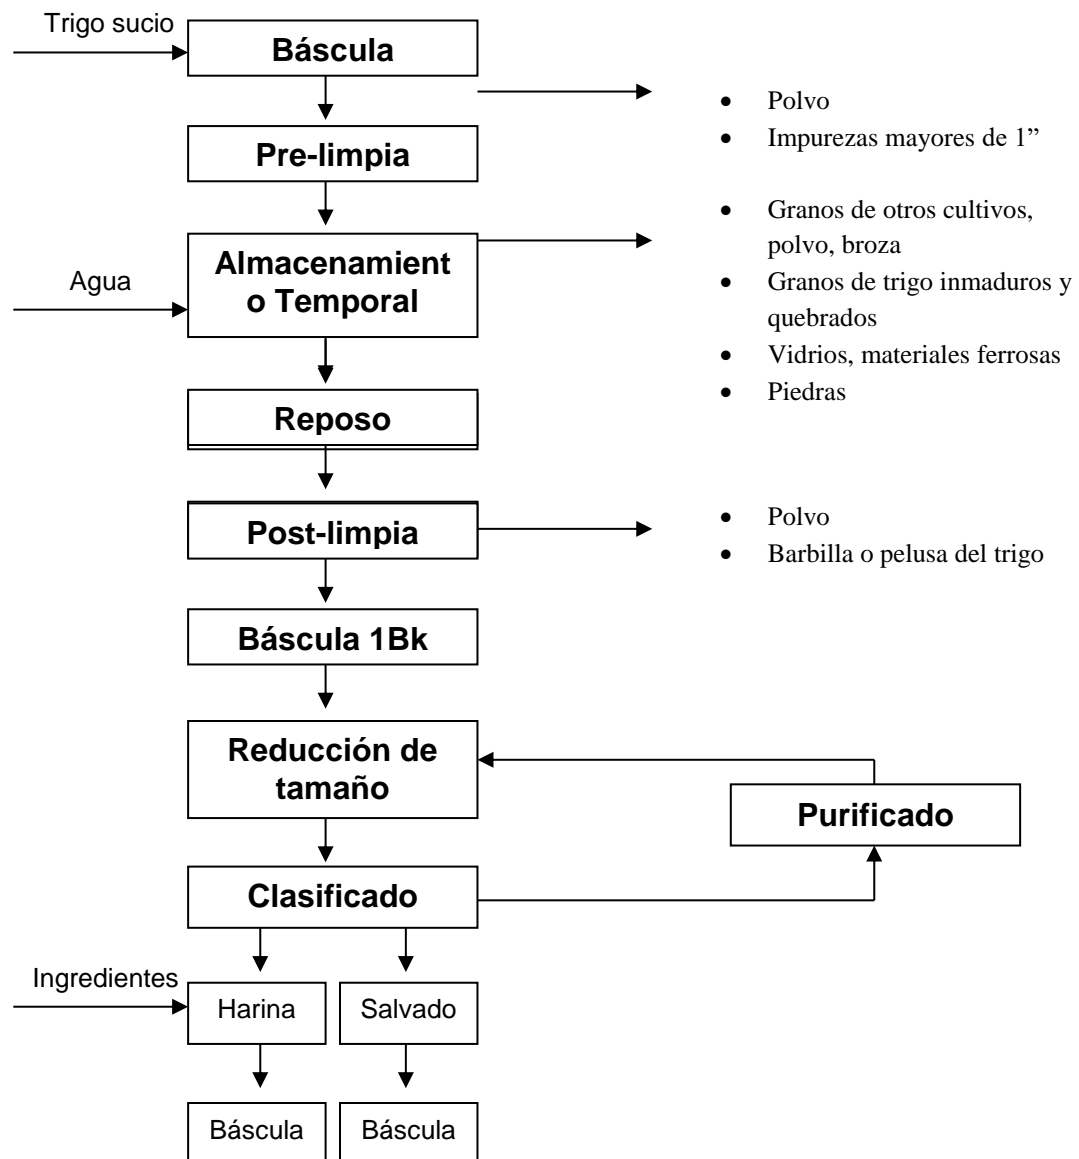 Trigo sucio
Báscula
• Polvo
• Impurezas mayores de 1”
Pre-limpia
• Granos de otros cultivos,
polvo, broza
• Granos de trigo inmaduros y
quebrados
• Vidrios, materiales ferrosas
• Piedras
Almacenamient
o Temporal
Agua
Reposo
Post-limpia
• Polvo
• Barbilla o pelusa del trigo
Báscula 1Bk
Reducción de
tamaño
Purificado
Clasificado
Ingredientes
Harina
Salvado
Báscula
Báscula